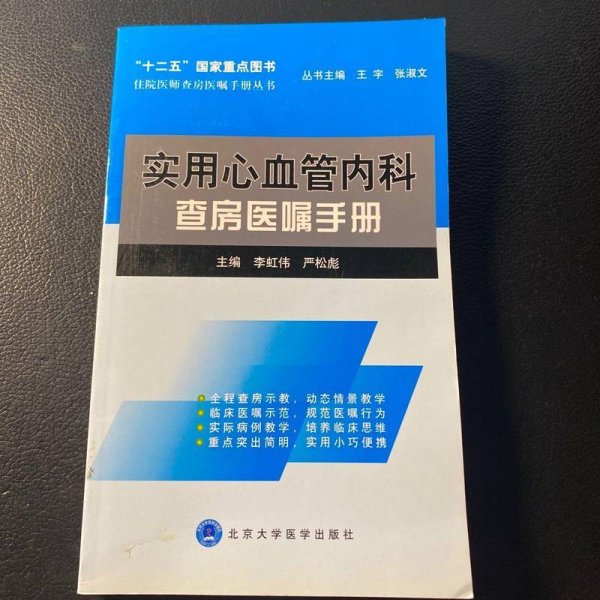 “十二五”国家重点图书
住院医师查房医嘱手册丛书
丛书主编 王宇 张淑文
实用心血管内科
查房医嘱手册
主编 李虹伟 严松彪
全程查房示教，动态情景教学
临床医嘱示范，规范医嘱行为
实际病例教学，培养临床思维
重点突出简明，实用小巧便携
北京大学医学出版社